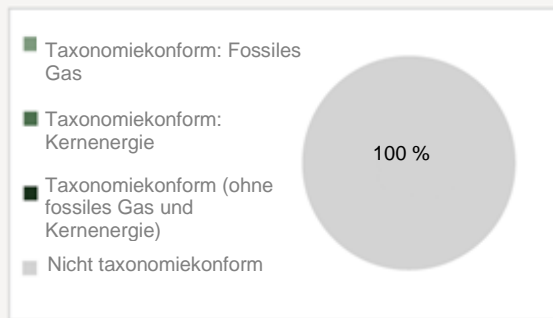 Taxonomiekonform: Fossiles
Gas
Taxonomiekonform:
Kernenergie
Taxonomiekonform (ohne
fossiles Gas und
Kernenergie)
Nicht taxonomiekonform
100 %